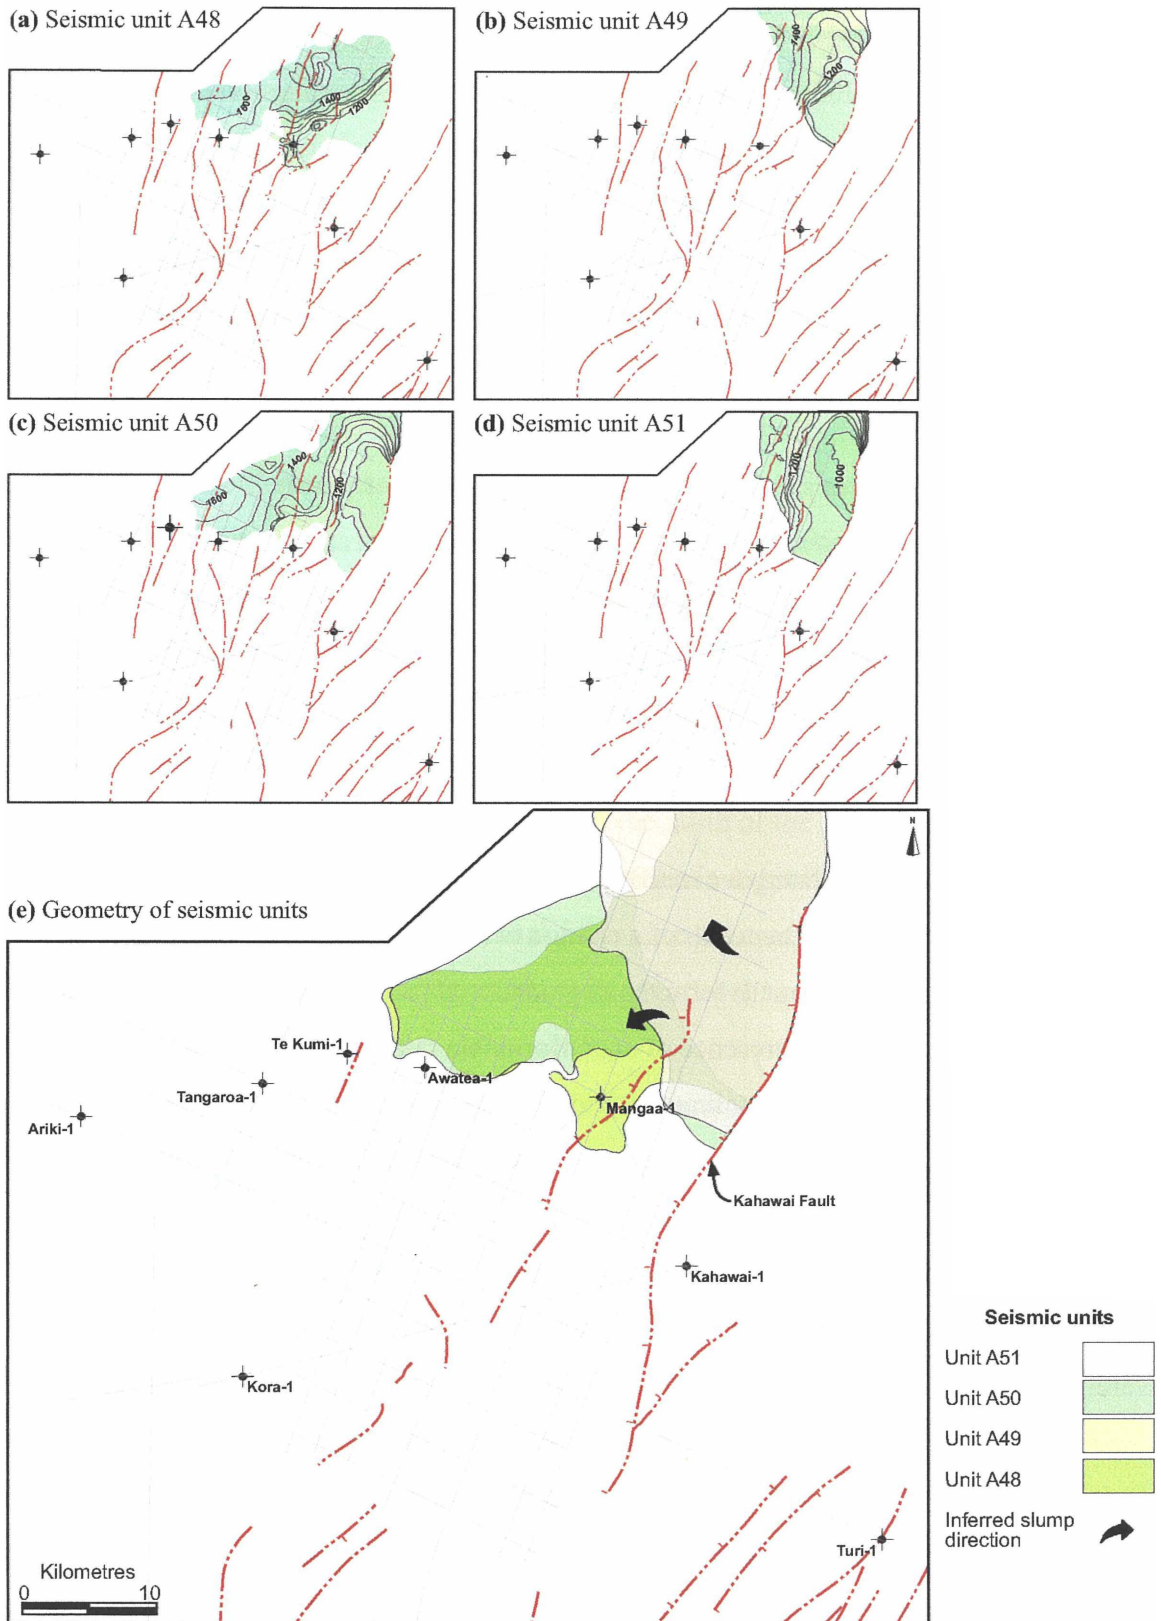 (a) Seismic unit A48
1600
1400
1200
(b) Seismic unit A49
1400
1200
(c) Seismic unit A50
1400
1600
1200
(d) Seismic unit A51
1200
1000
N
(e) Geometry of seismic units
Te Kumi-1
Tangaroa-1
Awatea-1
Ariki-1
Mangaa-1
Kahawai Fault
Kahawai-1
Kora-1
Turi-1
Kilometres
0 10
Seismic units
Unit A51
Unit A50
Unit A49
Unit A48
Inferred slump
direction